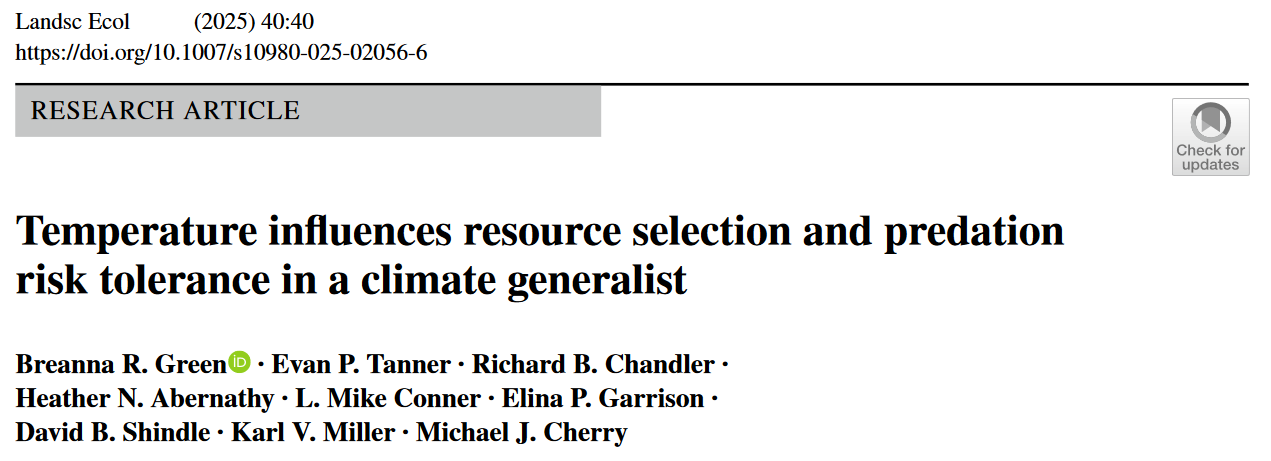 Landsc Ecol (2025) 40:40
https://doi.org/10.1007/s10980-025-02056-6
RESEARCH ARTICLE
Check for
updates
Temperature influences resource selection and predation
risk tolerance in a climate generalist
Breanna R. Green iD · Evan P. Tanner · Richard B. Chandler ·
Heather N. Abernathy · L. Mike Conner · Elina P. Garrison ·
David B. Shindle · Karl V. Miller · Michael J. Cherry